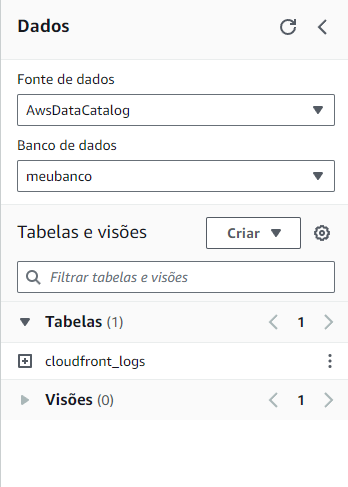 Dados
Fonte de dados
AwsDataCatalog
Banco de dados
meubanco
Tabelas e visões
Criar
Filtrar tabelas e visões
Tabelas (1) 1
cloudfront_logs
Visões (0) 1